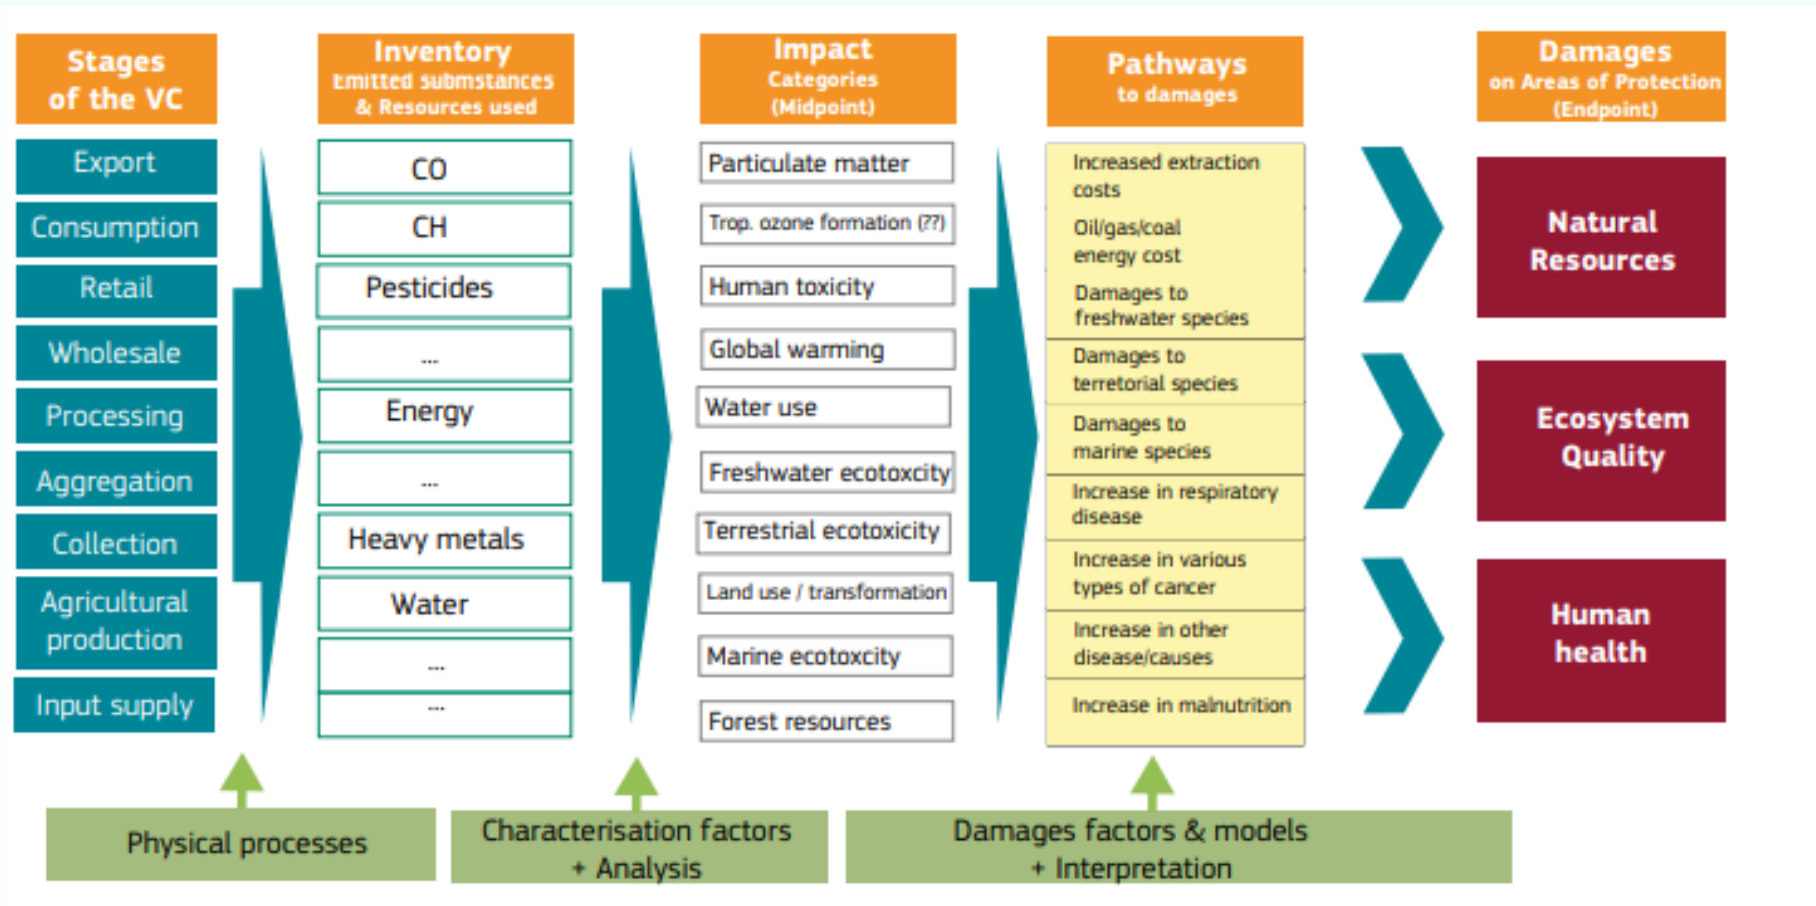 Stages
of the VC
Export
Consumption
Retail
Wholesale
Processing
Aggregation
Collection
Agricultural
production
Input supply
Inventory
Emitted submstances
& Resources used
CO
CH
Pesticides
...
Energy
...
Heavy metals
Water
...
...
Impact
Categories
(Midpoint)
Particulate matter
Trop. ozone formation (??)
Human toxicity
Global warming
Water use
Freshwater ecotoxcity
Terrestrial ecotoxicity
Land use / transformation
Marine ecotoxcity
Forest resources
Pathways
to damages
Increased extraction
costs
Oil/gas/coal
energy cost
Damages to
freshwater species
Damages to
terretorial species
Damages to
marine species
Increase in respiratory
disease
Increase in various
types of cancer
Increase in other
disease/causes
Increase in malnutrition
Damages
on Areas of Protection
(Endpoint)
Natural
Resources
Ecosystem
Quality
Human
health
Physical processes
Characterisation factors
+ Analysis
Damages factors & models
+ Interpretation